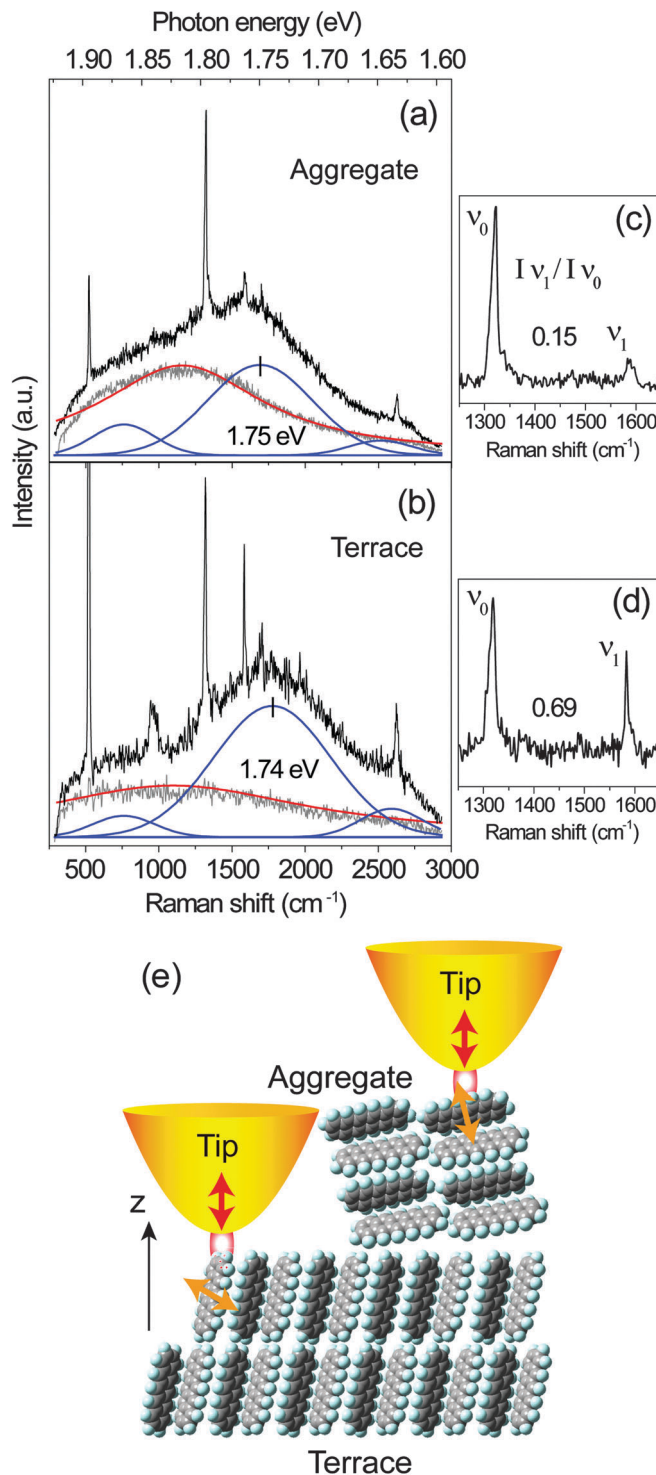 Photon energy (eV)
1.90 1.85 1.80 1.75 1.70 1.65 1.60
(a)
Aggregate
1.75 eV
(b)
Terrace
1.74 eV
Intensity (a.u.)
500 1000 1500 2000 2500 3000
Raman shift (cm⁻¹)
(c)
ν₀
I ν₁ / I ν₀
0.15
ν₁
1300 1400 1500 1600
Raman shift (cm⁻¹)
(d)
ν₀
ν₁
0.69
1300 1400 1500 1600
Raman shift (cm⁻¹)
(e)
Tip
Aggregate
Tip
z
Terrace